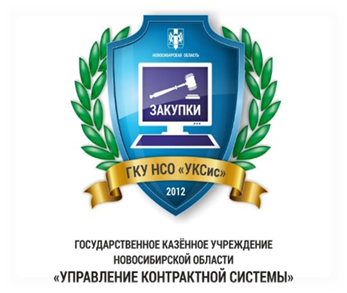 НОВОСИБИРСКАЯ ОБЛАСТЬ
ЗАКУПКИ
ГКУ НСО «УКСис»
2012
ГОСУДАРСТВЕННОЕ КАЗЁННОЕ УЧРЕЖДЕНИЕ
НОВОСИБИРСКОЙ ОБЛАСТИ
«УПРАВЛЕНИЕ КОНТРАКТНОЙ СИСТЕМЫ»